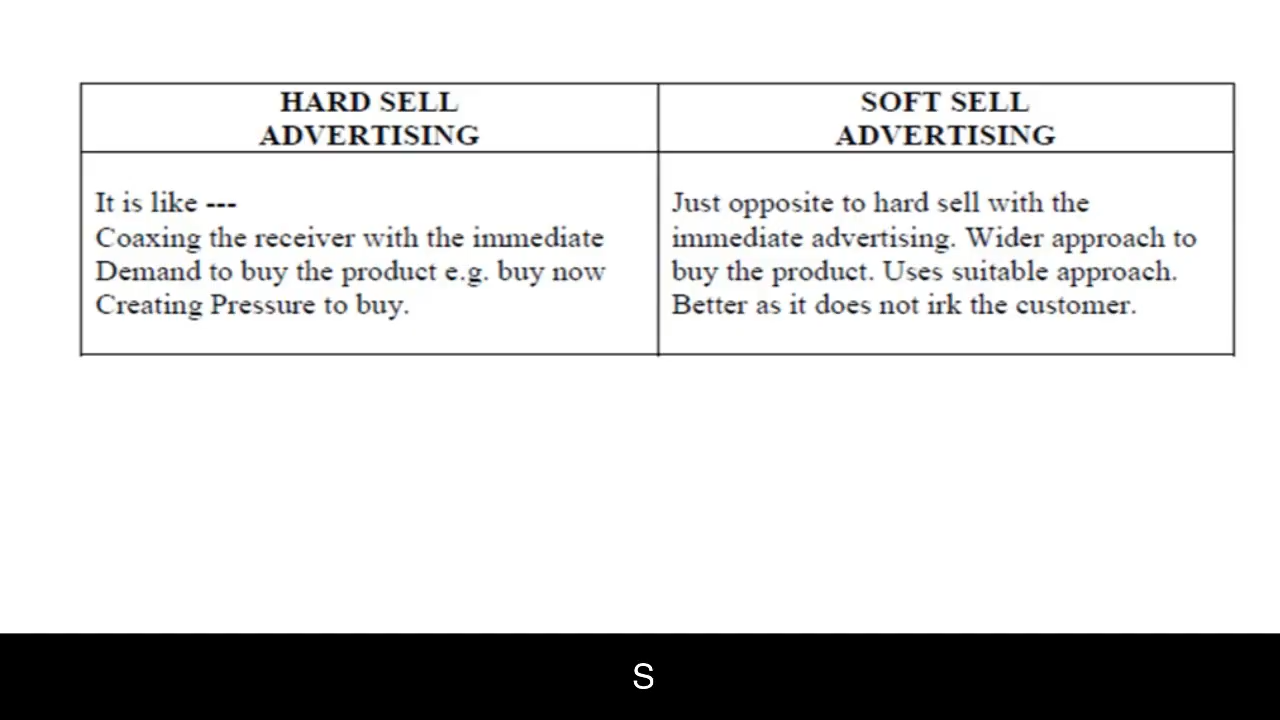 HARD SELL
ADVERTISING
SOFT SELL
ADVERTISING
It is like ---
Coaxing the receiver with the immediate
Demand to buy the product e.g. buy now
Creating Pressure to buy.
Just opposite to hard sell with the
immediate advertising. Wider approach to
buy the product. Uses suitable approach.
Better as it does not irk the customer.
S